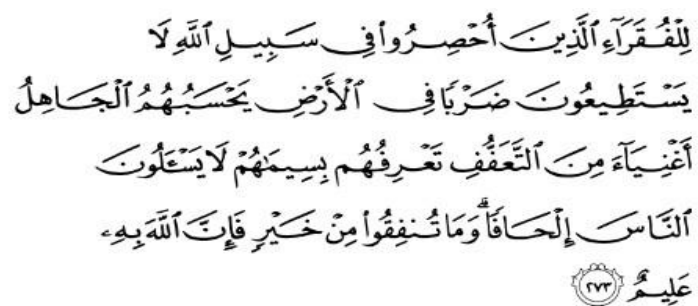 لِلْفُقَرَآءِ ٱلَّذِينَ أُحْصِرُوا۟ فِى سَبِيلِ ٱللَّهِ لَا
يَسْتَطِيعُونَ ضَرْبًا فِى ٱلْأَرْضِ يَحْسَبُهُمُ ٱلْجَاهِلُ
أَغْنِيَآءَ مِنَ ٱلتَّعَفُّفِ تَعْرِفُهُم بِسِيمَٰهُمْ لَا يَسْـَٔلُونَ
ٱلنَّاسَ إِلْحَافًا ۗ وَمَا تُنفِقُوا۟ مِنْ خَيْرٍ فَإِنَّ ٱللَّهَ بِهِۦ
عَلِيمٌ ٢٧٣